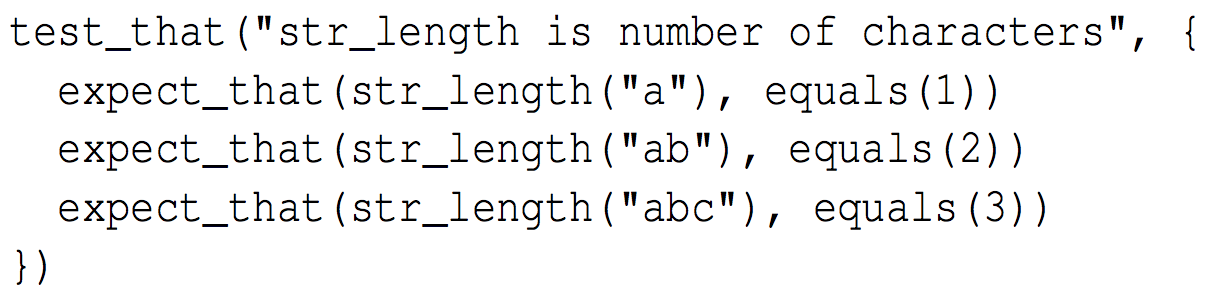 test_that("str_length is number of characters", {
  expect_that(str_length("a"), equals(1))
  expect_that(str_length("ab"), equals(2))
  expect_that(str_length("abc"), equals(3))
})